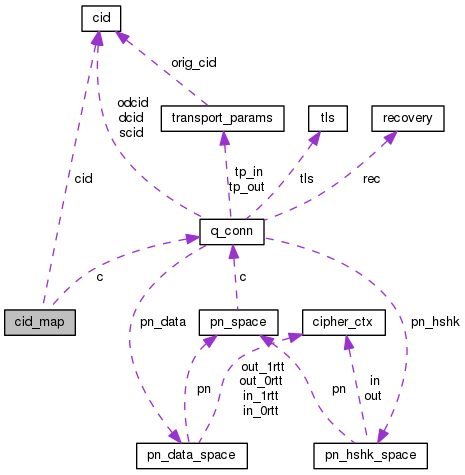 cid
orig_cid
odcid
dcid
scid
transport_params
tls
recovery
cid
tp_in
tp_out
tls
rec
q_conn
c
c
cid_map
pn_data
pn_space
cipher_ctx
pn_hshk
pn
out_1rtt
out_0rtt
in_1rtt
in_0rtt
pn
in
out
pn_data_space
pn_hshk_space